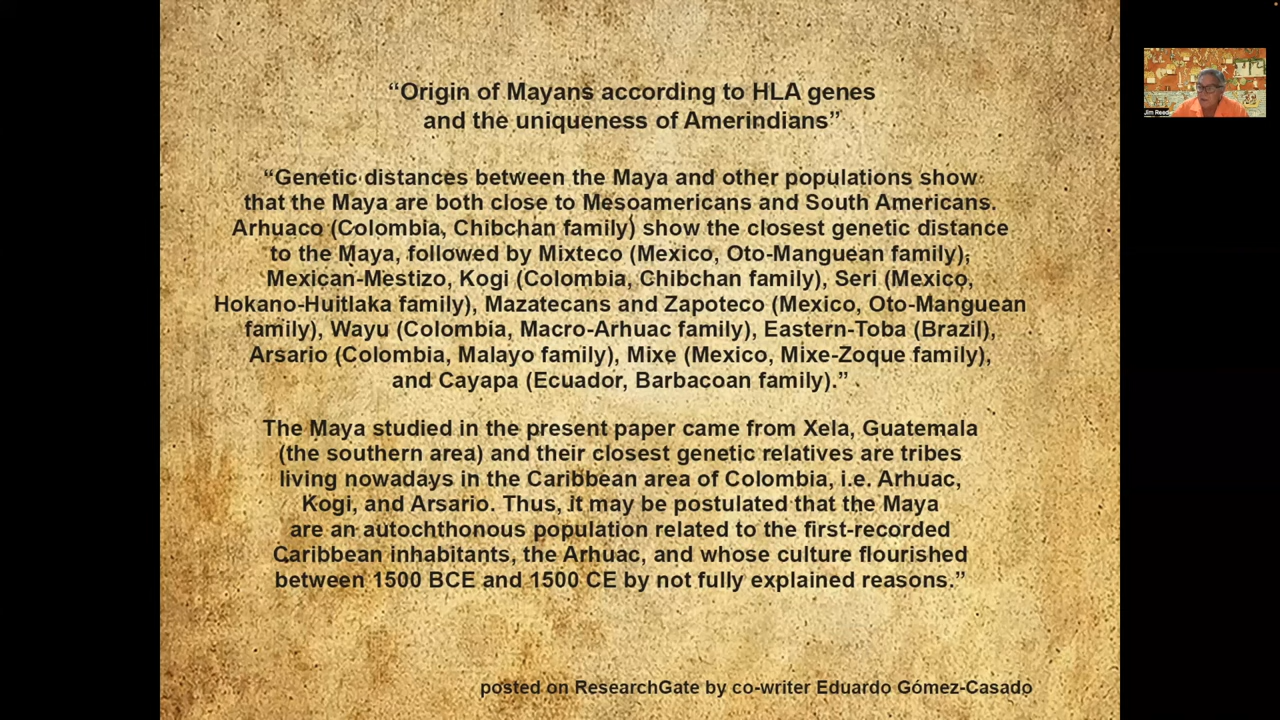 “Origin of Mayans according to HLA genes
and the uniqueness of Amerindians”
“Genetic distances between the Maya and other populations show
that the Maya are both close to Mesoamericans and South Americans.
Arhuaco (Colombia, Chibchan family) show the closest genetic distance
to the Maya, followed by Mixteco (Mexico, Oto-Manguean family),
Mexican-Mestizo, Kogi (Colombia, Chibchan family), Seri (Mexico,
Hokano-Huitlaka family), Mazatecans and Zapoteco (Mexico, Oto-Manguean
family), Wayu (Colombia, Macro-Arhuac family), Eastern-Toba (Brazil),
Arsario (Colombia, Malayo family), Mixe (Mexico, Mixe-Zoque family),
and Cayapa (Ecuador, Barbacoan family).”
The Maya studied in the present paper came from Xela, Guatemala
(the southern area) and their closest genetic relatives are tribes
living nowadays in the Caribbean area of Colombia, i.e. Arhuac,
Kogi, and Arsario. Thus, it may be postulated that the Maya
are an autochthonous population related to the first-recorded
Caribbean inhabitants, the Arhuac, and whose culture flourished
between 1500 BCE and 1500 CE by not fully explained reasons.”
posted on ResearchGate by co-writer Eduardo Gómez-Casado
Jim Reed